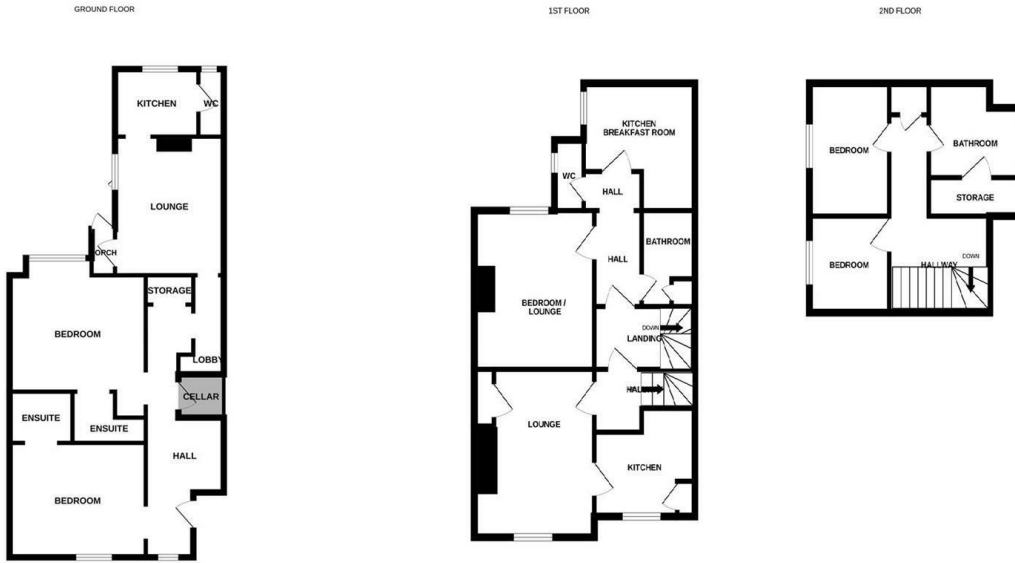 GROUND FLOOR
KITCHEN
WC
LOUNGE
ORCH
STORAGE
BEDROOM
LOBBY
CELLAR
ENSUITE
ENSUITE
HALL
BEDROOM
1ST FLOOR
KITCHEN
BREAKFAST ROOM
WC
HALL
BATHROOM
HALL
BEDROOM /
LOUNGE
DOWN
LANDING
LOUNGE
KITCHEN
2ND FLOOR
BEDROOM
BATHROOM
STORAGE
BEDROOM
HALLWAY
DOWN